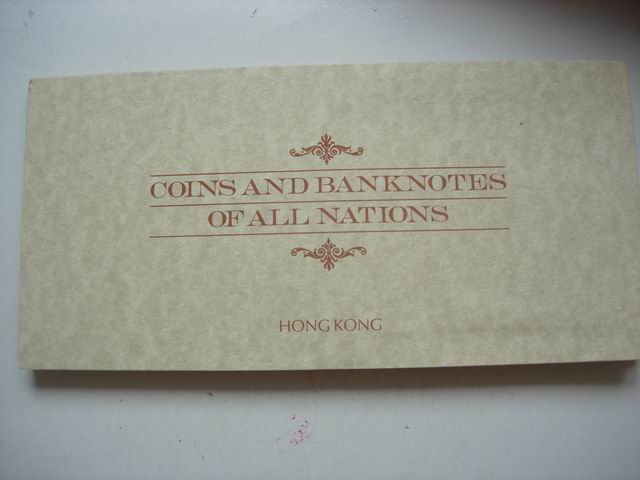 COINS AND BANKNOTES
OF ALL NATIONS
HONG KONG